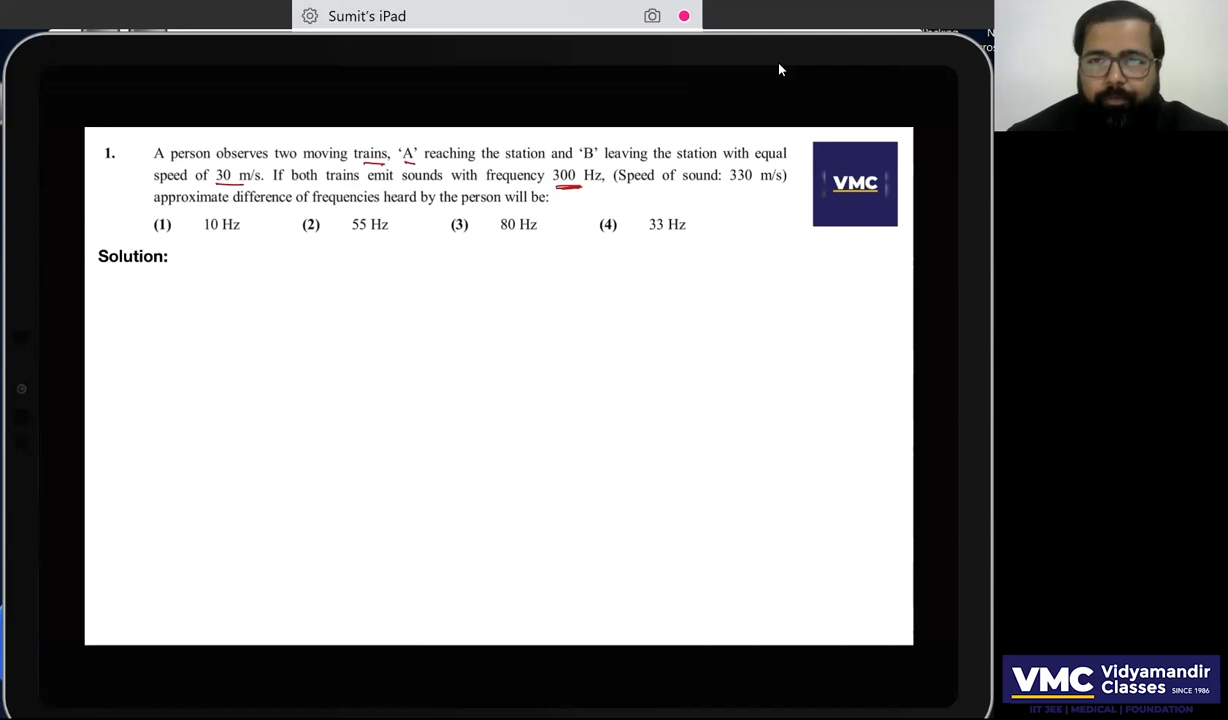 Sumit's iPad
1. A person observes two moving trains, 'A' reaching the station and 'B' leaving the station with equal
speed of 30 m/s. If both trains emit sounds with frequency 300 Hz, (Speed of sound: 330 m/s)
approximate difference of frequencies heard by the person will be:
(1) 10 Hz (2) 55 Hz (3) 80 Hz (4) 33 Hz
VMC
Solution:
VMC Vidyamandir
Classes SINCE 1986
IIT JEE | MEDICAL | FOUNDATION